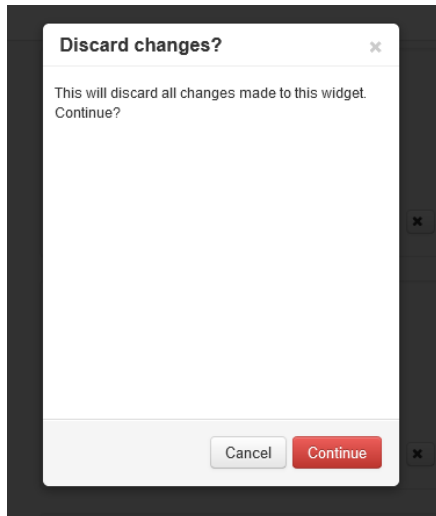 Discard changes?
This will discard all changes made to this widget.
Continue?
Cancel Continue